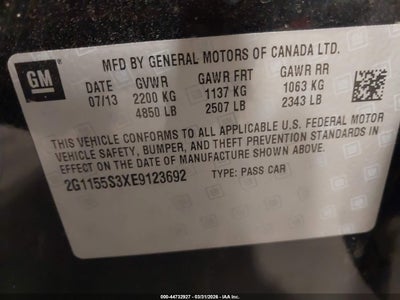 GM
MFD BY GENERAL MOTORS OF CANADA LTD.
DATE GVWR GAWR FRT GAWR RR
07/13 2200 KG 1137 KG 1063 KG
4850 LB 2507 LB 2343 LB
THIS VEHICLE CONFORMS TO ALL APPLICABLE U.S. FEDERAL MOTOR
VEHICLE SAFETY, BUMPER, AND THEFT PREVENTION STANDARDS IN
EFFECT ON THE DATE OF MANUFACTURE SHOWN ABOVE.
2G1155S3XE9123692 TYPE: PASS CAR
000-44732927 - 03/31/2026 - IAA Inc.